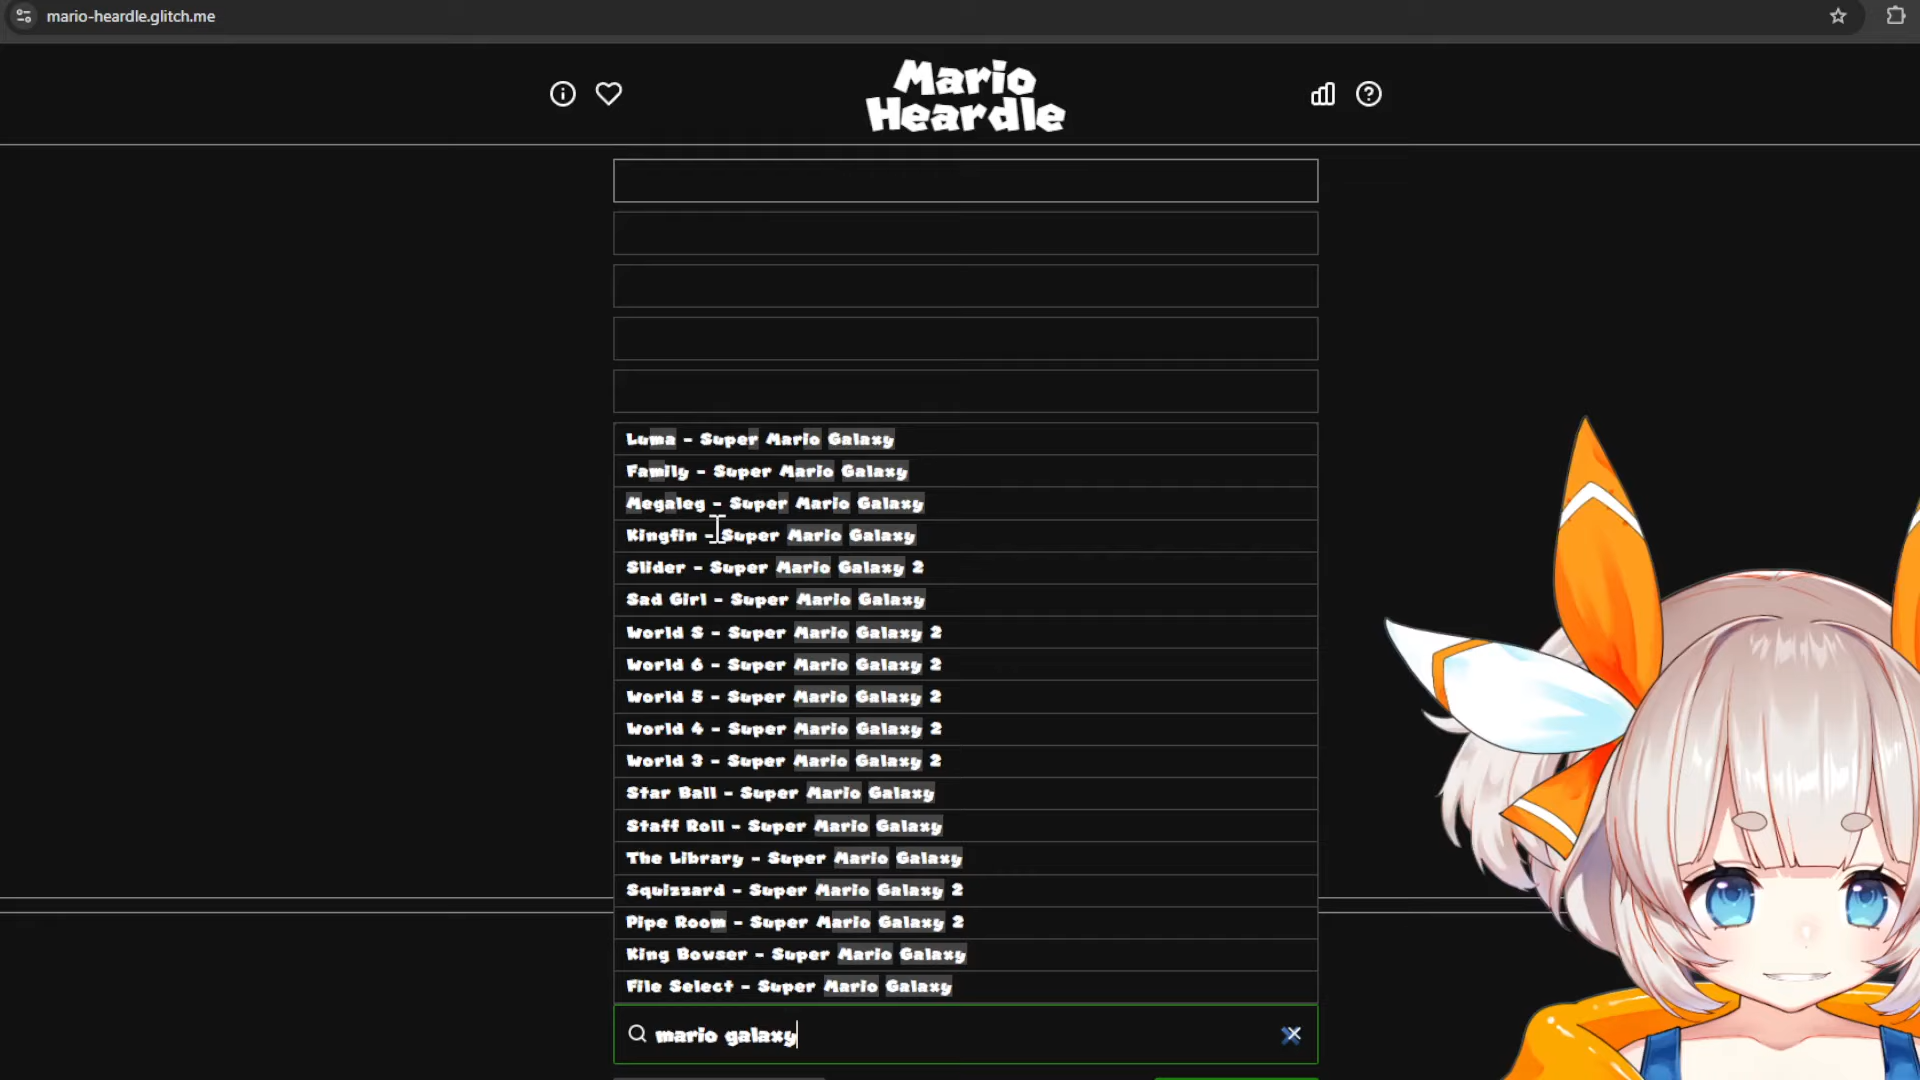 mario-heardle.glitch.me
Mario
Heardle
Luma - Super Mario Galaxy
Family - Super Mario Galaxy
Megaleg - Super Mario Galaxy
Kingfin - Super Mario Galaxy
Slider - Super Mario Galaxy 2
Sad Girl - Super Mario Galaxy
World S - Super Mario Galaxy 2
World 6 - Super Mario Galaxy 2
World 5 - Super Mario Galaxy 2
World 4 - Super Mario Galaxy 2
World 3 - Super Mario Galaxy 2
Star Ball - Super Mario Galaxy
Staff Roll - Super Mario Galaxy
The Library - Super Mario Galaxy
Squizzard - Super Mario Galaxy 2
Pipe Room - Super Mario Galaxy 2
King Bowser - Super Mario Galaxy
File Select - Super Mario Galaxy
mario galaxy